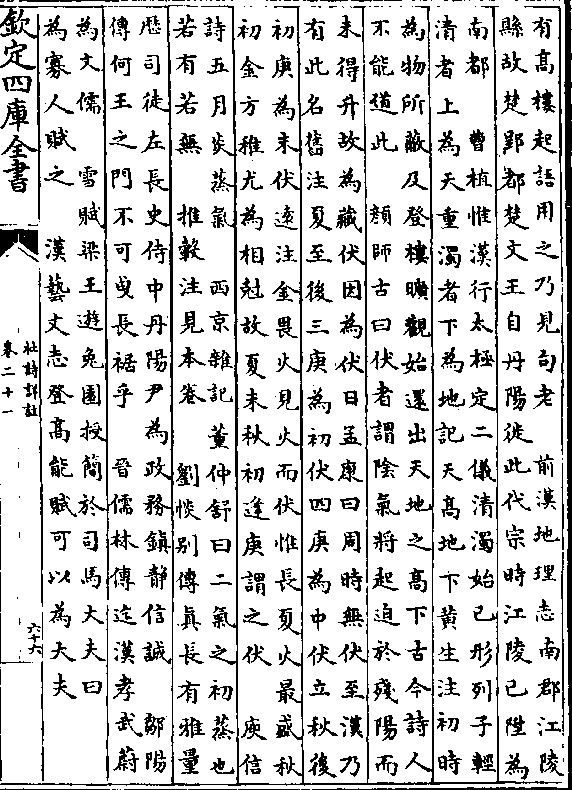 有高樓起語用之乃見句老　前漢地理志南郡江陵
縣故楚郢都楚文王自丹陽徙此代宗時江陵已陞為
南都　曹植惟漢行太極定二儀清濁始已形列子輕
清者上為天重濁者下為地記天高地下黄生注初時
為物所蔽及登樓曠觀始還出天地之高下古今詩人
不能道此　顔師古曰伏者謂陰氣將起迫於殘陽而
未得升故為藏伏因為伏日孟康曰周時無伏至漢乃
有此名舊注夏至後三庚為初伏四庚為中伏立秋後
初庚為末伏逺注金畏火見火而伏惟長夏火最盛秋
初金方稚尤為相尅故夏末秋初逢庚謂之伏　庾信
詩五月炎蒸氣　西京雜記董仲舒曰二氣之初蒸也
若有若無　推轂注見本卷　劉惔别傳真長有雅量
歴司徒左長史侍中丹陽尹為政務鎮静信誠　鄒陽
傳何王之門不可曳長裾乎　晉儒林傳迄漢孝武蔚
為文儒　雪賦梁王遊兔園授簡於司馬大夫曰
為寡人賦之　漢藝文志登高能賦可以為大夫
欽定四庫全書
杜詩詳註
卷二十一
六十六